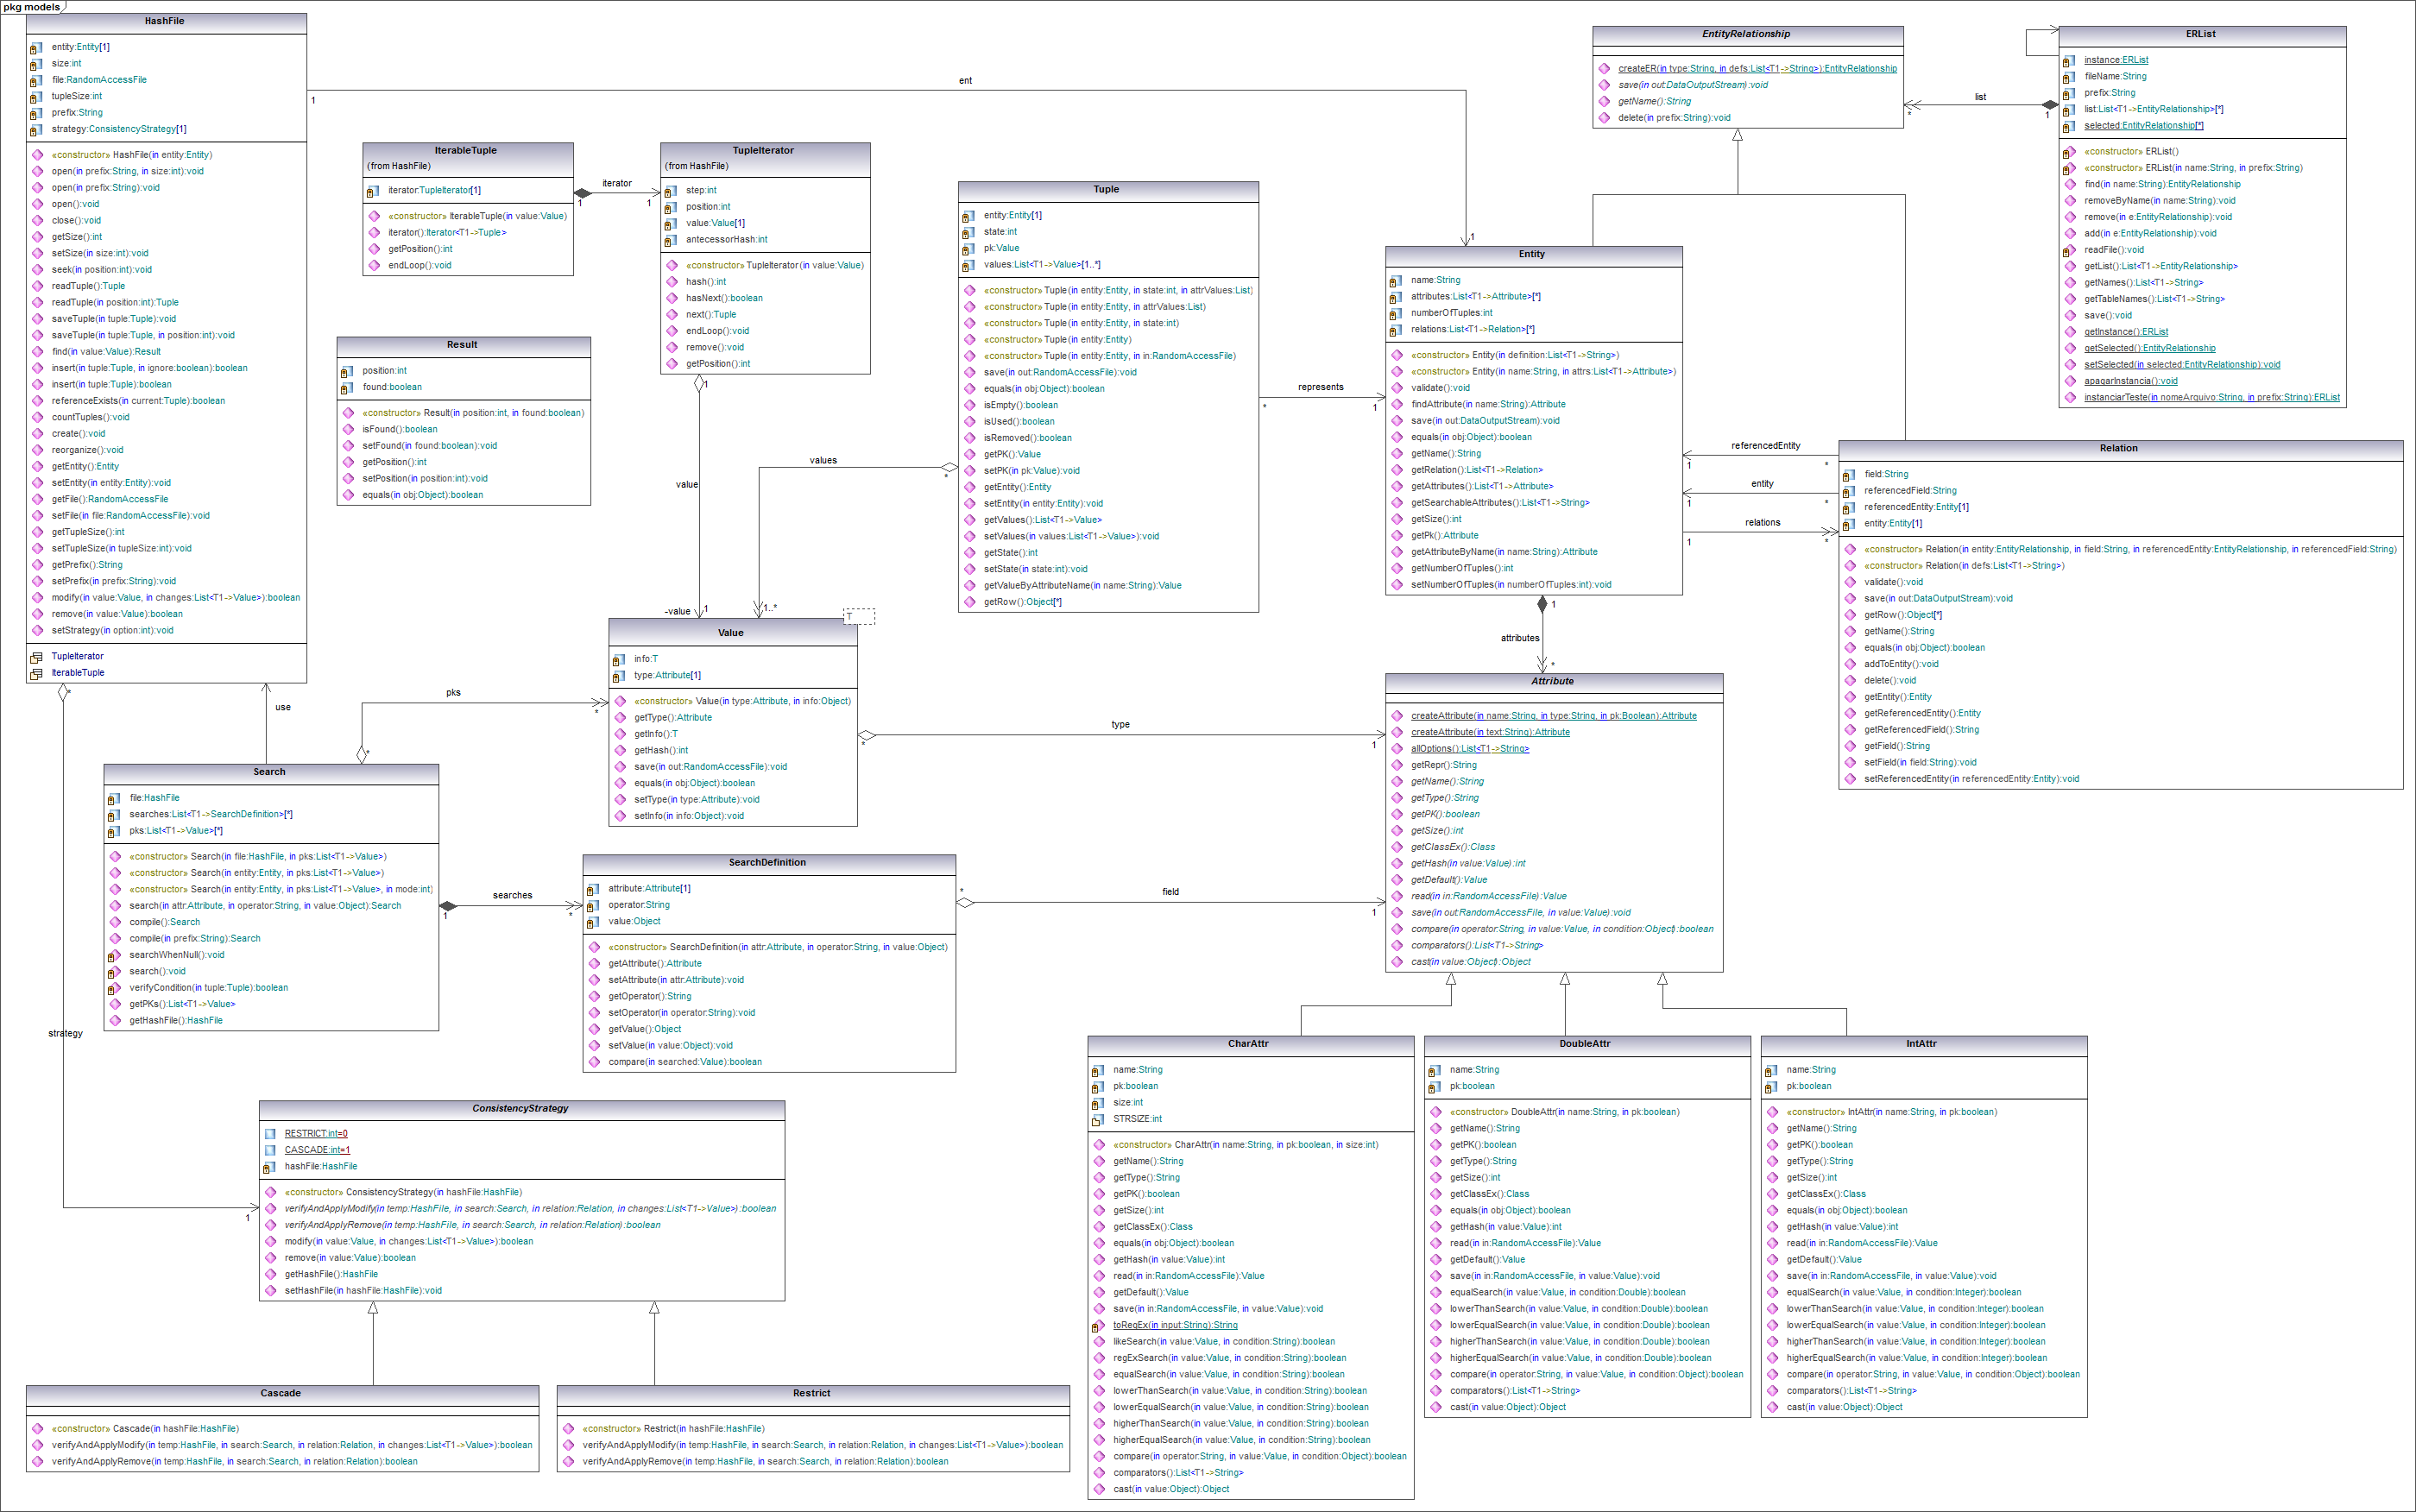 pkg models
HashFile
entity:Entity[1]
size:int
file:RandomAccessFile
tupleSize:int
prefix:String
strategy:ConsistencyStrategy[1]
«constructor» HashFile(in entity:Entity)
open(in prefix:String, in size:int):void
open(in prefix:String):void
open():void
close():void
getSize():int
setSize(in size:int):void
seek(in position:int):void
readTuple():Tuple
readTuple(in position:int):Tuple
saveTuple(in tuple:Tuple):void
saveTuple(in tuple:Tuple, in position:int):void
find(in value:Value):Result
insert(in tuple:Tuple, in ignore:boolean):boolean
insert(in tuple:Tuple):boolean
referenceExists(in current:Tuple):boolean
countTuples():void
create():void
reorganize():void
getEntity():Entity
setEntity(in entity:Entity):void
getFile():RandomAccessFile
setFile(in file:RandomAccessFile):void
getTupleSize():int
setTupleSize(in tupleSize:int):void
getPrefix():String
setPrefix(in prefix:String):void
modify(in value:Value, in changes:List<T1->Value>):boolean
remove(in value:Value):boolean
setStrategy(in option:int):void
TupleIterator
IterableTuple
1
ent
1
IterableTuple
(from HashFile)
iterator:TupleIterator[1]
«constructor» IterableTuple(in value:Value)
iterator():Iterator<T1->Tuple>
getPosition():int
endLoop():void
1
iterator
1
TupleIterator
(from HashFile)
step:int
position:int
value:Value[1]
antecessorHash:int
«constructor» TupleIterator(in value:Value)
hash():int
hasNext():boolean
next():Tuple
endLoop():void
remove():void
getPosition():int
1
value
-value
1
Result
position:int
found:boolean
«constructor» Result(in position:int, in found:boolean)
isFound():boolean
setFound(in found:boolean):void
getPosition():int
setPosition(in position:int):void
equals(in obj:Object):boolean
Tuple
entity:Entity[1]
state:int
pk:Value
values:List<T1->Value>[1..*]
«constructor» Tuple(in entity:Entity, in state:int, in attrValues:List)
«constructor» Tuple(in entity:Entity, in attrValues:List)
«constructor» Tuple(in entity:Entity, in state:int)
«constructor» Tuple(in entity:Entity)
«constructor» Tuple(in entity:Entity, in in:RandomAccessFile)
save(in out:RandomAccessFile):void
equals(in obj:Object):boolean
isEmpty():boolean
isUsed():boolean
isRemoved():boolean
getPK():Value
setPK(in pk:Value):void
getEntity():Entity
setEntity(in entity:Entity):void
getValues():List<T1->Value>
setValues(in values:List<T1->Value>):void
getState():int
setState(in state:int):void
getValueByAttributeName(in name:String):Value
getRow():Object[*]
values
*
1..*
represents
*
1
EntityRelationship
createER(in type:String, in defs:List<T1->String>):EntityRelationship
save(in out:DataOutputStream):void
getName():String
delete(in prefix:String):void
list
*
1
ERList
instance:ERList
fileName:String
prefix:String
list:List<T1->EntityRelationship>[*]
selected:EntityRelationship[*]
«constructor» ERList()
«constructor» ERList(in name:String, in prefix:String)
find(in name:String):EntityRelationship
removeByName(in name:String):void
remove(in e:EntityRelationship):void
add(in e:EntityRelationship):void
readFile():void
getList():List<T1->EntityRelationship>
getNames():List<T1->String>
getTableNames():List<T1->String>
save():void
getInstance():ERList
getSelected():EntityRelationship
setSelected(in selected:EntityRelationship):void
apagarInstancia():void
instanciarTeste(in nomeArquivo:String, in prefix:String):ERList
Entity
name:String
attributes:List<T1->Attribute>[*]
numberOfTuples:int
relations:List<T1->Relation>[*]
«constructor» Entity(in definition:List<T1->String>)
«constructor» Entity(in name:String, in attrs:List<T1->Attribute>)
validate():void
findAttribute(in name:String):Attribute
save(in out:DataOutputStream):void
equals(in obj:Object):boolean
getName():String
getRelation():List<T1->Relation>
getAttributes():List<T1->Attribute>
getSearchableAttributes():List<T1->String>
getSize():int
getPk():Attribute
getAttributeByName(in name:String):Attribute
getNumberOfTuples():int
setNumberOfTuples(in numberOfTuples:int):void
referencedEntity
1
*
entity
1
*
relations
1
*
Relation
field:String
referencedField:String
referencedEntity:Entity[1]
entity:Entity[1]
«constructor» Relation(in entity:EntityRelationship, in field:String, in referencedEntity:EntityRelationship, in referencedField:String)
«constructor» Relation(in defs:List<T1->String>)
validate():void
save(in out:DataOutputStream):void
getRow():Object[*]
getName():String
equals(in obj:Object):boolean
addToEntity():void
delete():void
getEntity():Entity
getReferencedEntity():Entity
getReferencedField():String
getField():String
setField(in field:String):void
setReferencedEntity(in referencedEntity:Entity):void
1
attributes
*
T
Value
info:T
type:Attribute[1]
«constructor» Value(in type:Attribute, in info:Object)
getType():Attribute
getInfo():T
getHash():int
save(in out:RandomAccessFile):void
equals(in obj:Object):boolean
setType(in type:Attribute):void
setInfo(in info:Object):void
type
*
1
Attribute
createAttribute(in name:String, in type:String, in pk:Boolean):Attribute
createAttribute(in text:String):Attribute
allOptions():List<T1->String>
getRepr():String
getName():String
getType():String
getPK():boolean
getSize():int
getClassEx():Class
getHash(in value:Value):int
getDefault():Value
read(in in:RandomAccessFile):Value
save(in out:RandomAccessFile, in value:Value):void
compare(in operator:String, in value:Value, in condition:Object):boolean
comparators():List<T1->String>
cast(in value:Object):Object
*
use
pks
*
*
Search
file:HashFile
searches:List<T1->SearchDefinition>[*]
pks:List<T1->Value>[*]
«constructor» Search(in file:HashFile, in pks:List<T1->Value>)
«constructor» Search(in entity:Entity, in pks:List<T1->Value>)
«constructor» Search(in entity:Entity, in pks:List<T1->Value>, in mode:int)
search(in attr:Attribute, in operator:String, in value:Object):Search
compile():Search
compile(in prefix:String):Search
searchWhenNull():void
search():void
verifyCondition(in tuple:Tuple):boolean
getPKs():List<T1->Value>
getHashFile():HashFile
searches
1
*
SearchDefinition
attribute:Attribute[1]
operator:String
value:Object
«constructor» SearchDefinition(in attr:Attribute, in operator:String, in value:Object)
getAttribute():Attribute
setAttribute(in attr:Attribute):void
getOperator():String
setOperator(in operator:String):void
getValue():Object
setValue(in value:Object):void
compare(in searched:Value):boolean
*
field
1
strategy
1
ConsistencyStrategy
RESTRICT:int=0
CASCADE:int=1
hashFile:HashFile
«constructor» ConsistencyStrategy(in hashFile:HashFile)
verifyAndApplyModify(in temp:HashFile, in search:Search, in relation:Relation, in changes:List<T1->Value>):boolean
verifyAndApplyRemove(in temp:HashFile, in search:Search, in relation:Relation):boolean
modify(in value:Value, in changes:List<T1->Value>):boolean
remove(in value:Value):boolean
getHashFile():HashFile
setHashFile(in hashFile:HashFile):void
Cascade
«constructor» Cascade(in hashFile:HashFile)
verifyAndApplyModify(in temp:HashFile, in search:Search, in relation:Relation, in changes:List<T1->Value>):boolean
verifyAndApplyRemove(in temp:HashFile, in search:Search, in relation:Relation):boolean
Restrict
«constructor» Restrict(in hashFile:HashFile)
verifyAndApplyModify(in temp:HashFile, in search:Search, in relation:Relation, in changes:List<T1->Value>):boolean
verifyAndApplyRemove(in temp:HashFile, in search:Search, in relation:Relation):boolean
CharAttr
name:String
pk:boolean
size:int
STRSIZE:int
«constructor» CharAttr(in name:String, in pk:boolean, in size:int)
getName():String
getType():String
getPK():boolean
getSize():int
getClassEx():Class
equals(in obj:Object):boolean
getHash(in value:Value):int
read(in in:RandomAccessFile):Value
getDefault():Value
save(in in:RandomAccessFile, in value:Value):void
toRegEx(in input:String):String
likeSearch(in value:Value, in condition:String):boolean
regExSearch(in value:Value, in condition:String):boolean
equalSearch(in value:Value, in condition:String):boolean
lowerThanSearch(in value:Value, in condition:String):boolean
lowerEqualSearch(in value:Value, in condition:String):boolean
higherThanSearch(in value:Value, in condition:String):boolean
higherEqualSearch(in value:Value, in condition:String):boolean
compare(in operator:String, in value:Value, in condition:Object):boolean
comparators():List<T1->String>
cast(in value:Object):Object
DoubleAttr
name:String
pk:boolean
«constructor» DoubleAttr(in name:String, in pk:boolean)
getName():String
getPK():boolean
getType():String
getSize():int
getClassEx():Class
equals(in obj:Object):boolean
getHash(in value:Value):int
read(in in:RandomAccessFile):Value
getDefault():Value
save(in in:RandomAccessFile, in value:Value):void
equalSearch(in value:Value, in condition:Double):boolean
lowerThanSearch(in value:Value, in condition:Double):boolean
lowerEqualSearch(in value:Value, in condition:Double):boolean
higherThanSearch(in value:Value, in condition:Double):boolean
higherEqualSearch(in value:Value, in condition:Double):boolean
compare(in operator:String, in value:Value, in condition:Object):boolean
comparators():List<T1->String>
cast(in value:Object):Object
IntAttr
name:String
pk:boolean
«constructor» IntAttr(in name:String, in pk:boolean)
getName():String
getPK():boolean
getType():String
getSize():int
getClassEx():Class
equals(in obj:Object):boolean
getHash(in value:Value):int
read(in in:RandomAccessFile):Value
getDefault():Value
save(in in:RandomAccessFile, in value:Value):void
equalSearch(in value:Value, in condition:Integer):boolean
lowerThanSearch(in value:Value, in condition:Integer):boolean
lowerEqualSearch(in value:Value, in condition:Integer):boolean
higherThanSearch(in value:Value, in condition:Integer):boolean
higherEqualSearch(in value:Value, in condition:Integer):boolean
compare(in operator:String, in value:Value, in condition:Object):boolean
comparators():List<T1->String>
cast(in value:Object):Object